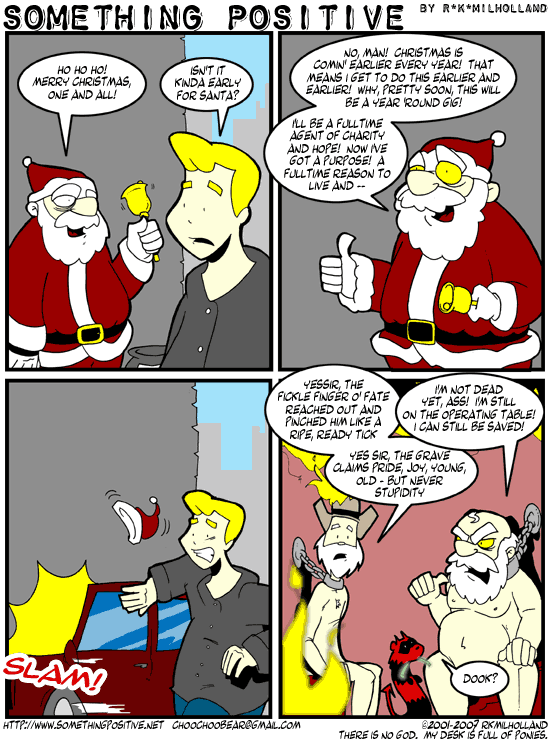 SOMETHING POSITIVE BY R*K*MILHOLLAND
HO HO HO!
MERRY CHRISTMAS,
ONE AND ALL!
ISN'T IT
KINDA EARLY
FOR SANTA?
NO, MAN! CHRISTMAS IS
COMIN' EARLIER EVERY YEAR! THAT
MEANS I GET TO DO THIS EARLIER AND
EARLIER! WHY, PRETTY SOON, THIS WILL
BE A YEAR 'ROUND GIG!
I'LL BE A FULLTIME
AGENT OF CHARITY
AND HOPE! NOW I'VE
GOT A PURPOSE! A
FULLTIME REASON TO
LIVE AND --
SLAM!
YESSIR, THE
FICKLE FINGER O' FATE
REACHED OUT AND
PINCHED HIM LIKE A
RIPE, READY TICK
I'M NOT DEAD
YET, ASS! I'M STILL
ON THE OPERATING TABLE!
I CAN STILL BE SAVED!
YES SIR, THE GRAVE
CLAIMS PRIDE, JOY, YOUNG,
OLD - BUT NEVER
STUPIDITY
DOOK?
HTTP://WWW.SOMETHINGPOSITIVE.NET CHOOCHOOBEAR@GMAIL.COM
©2001-2007 RKMILHOLLAND
THERE IS NO GOD. MY DESK IS FULL OF PONIES.